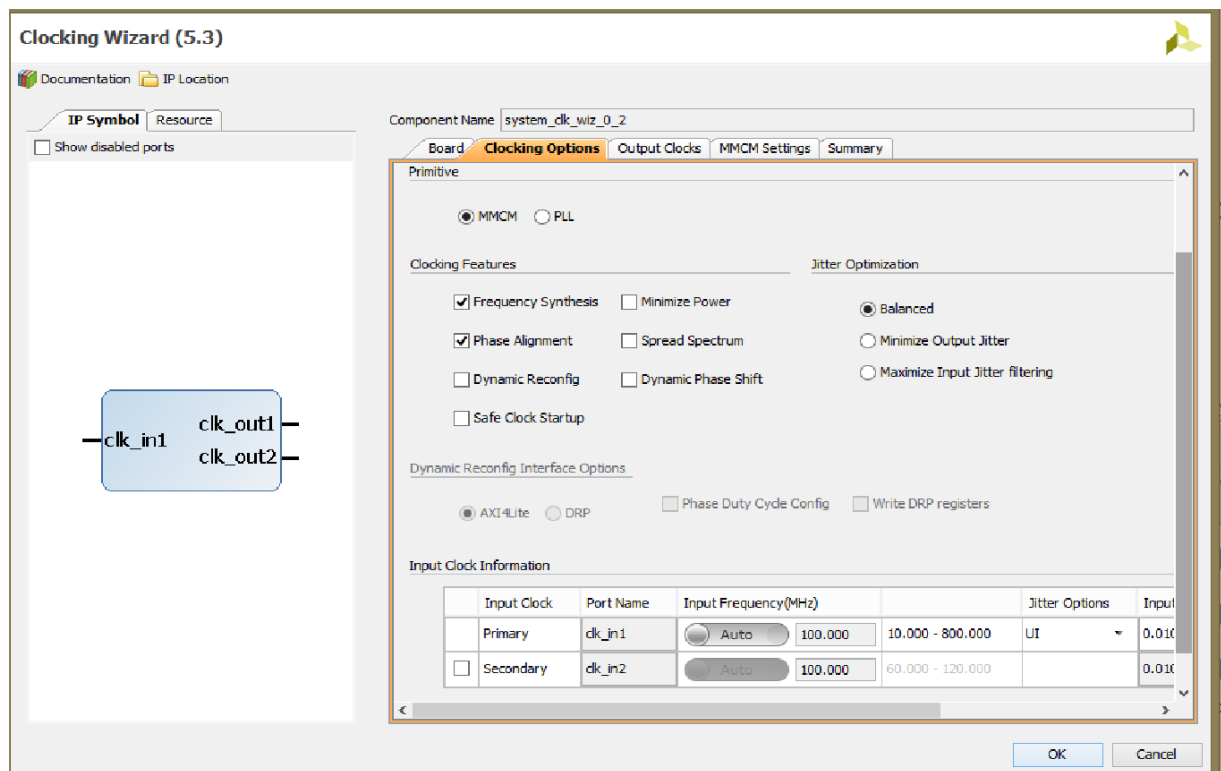 Clocking Wizard (5.3)
Documentation IP Location
IP Symbol Resource
Show disabled ports
clk_in1
clk_out1
clk_out2
Component Name system_clk_wiz_0_2
Board Clocking Options Output Clocks MMCM Settings Summary
Primitive
MMCM PLL
Clocking Features
Jitter Optimization
Frequency Synthesis Minimize Power
Balanced
Phase Alignment Spread Spectrum
Minimize Output Jitter
Dynamic Reconfig Dynamic Phase Shift
Maximize Input Jitter filtering
Safe Clock Startup
Dynamic Reconfig Interface Options
AXI4Lite DRP Phase Duty Cycle Config Write DRP registers
Input Clock Information
Input Clock Port Name Input Frequency(MHz) Jitter Options Input
Primary clk_in1 Auto 100.000 10.000 - 800.000 UI 0.010
Secondary clk_in2 Auto 100.000 60.000 - 120.000 0.010
OK Cancel